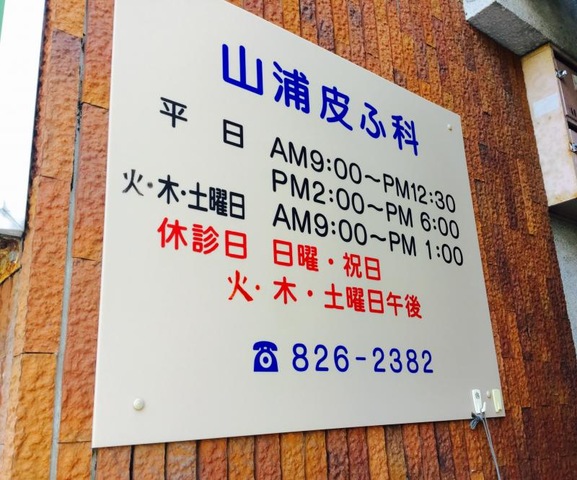 山浦皮ふ科
平 日 AM9:00～PM12:30
PM2:00～PM 6:00
火・木・土曜日 AM9:00～PM 1:00
休診日 日曜・祝日
火・木・土曜日午後
☎826-2382